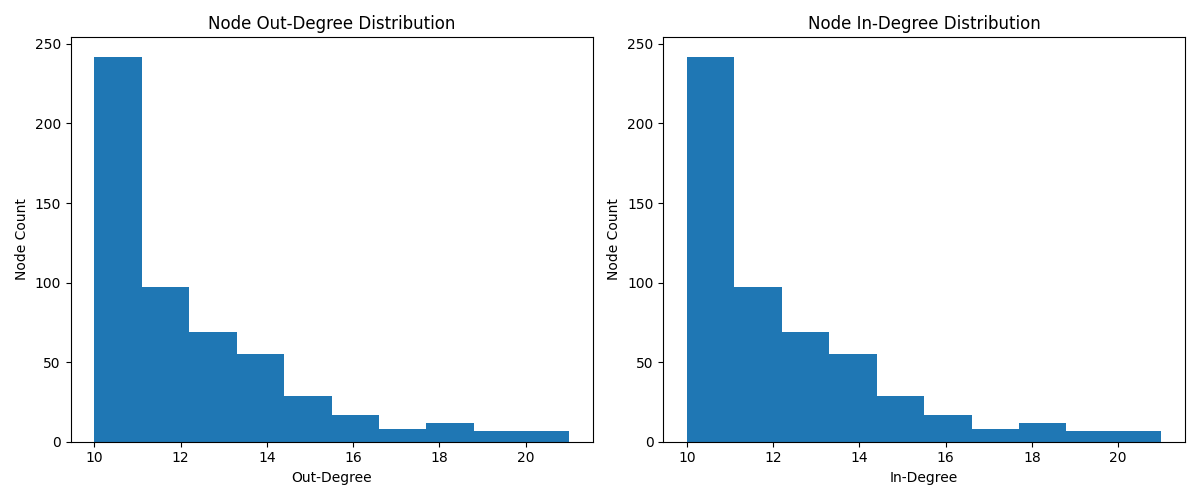 Node Out-Degree Distribution
250
200
150
100
50
0
Node Count
10 12 14 16 18 20
Out-Degree
Node In-Degree Distribution
250
200
150
100
50
0
Node Count
10 12 14 16 18 20
In-Degree